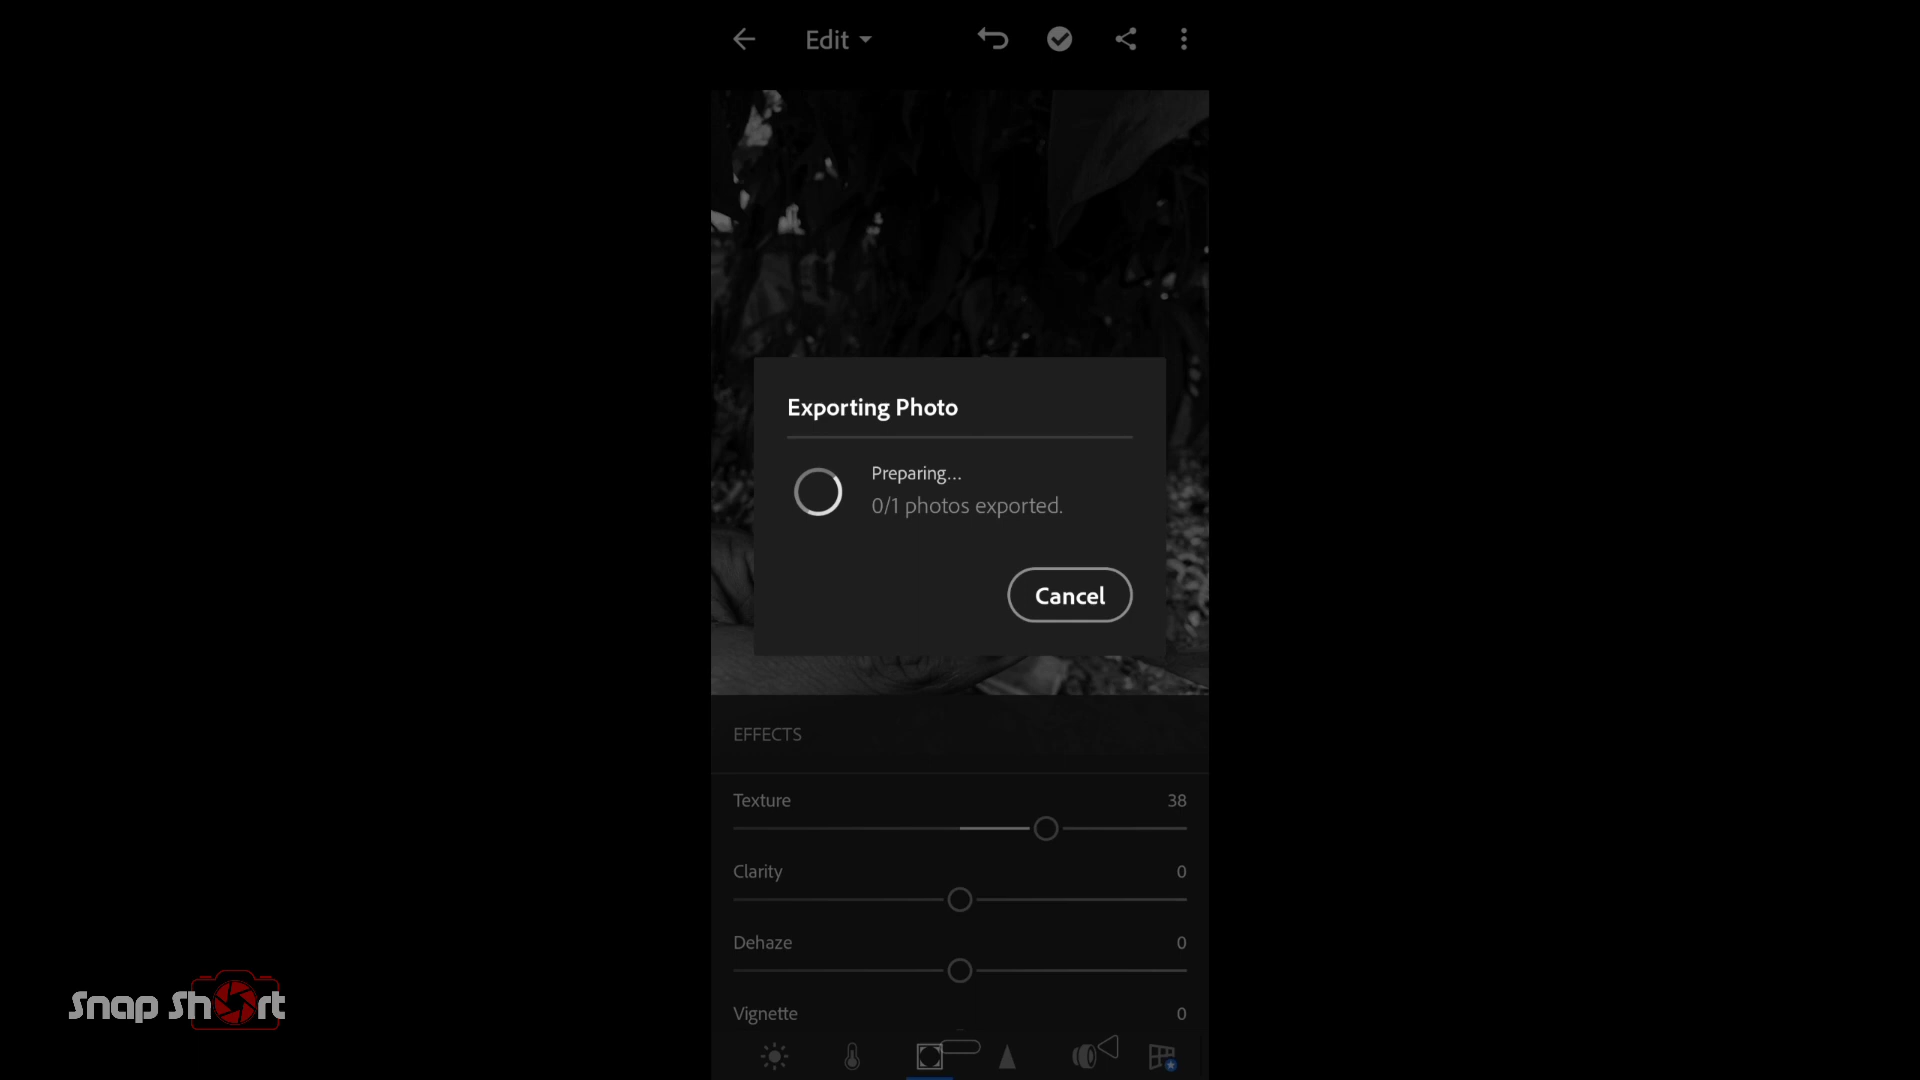 Edit
Exporting Photo
Preparing...
0/1 photos exported.
Cancel
EFFECTS
Texture 38
Clarity 0
Dehaze 0
Vignette 0
Snap Short